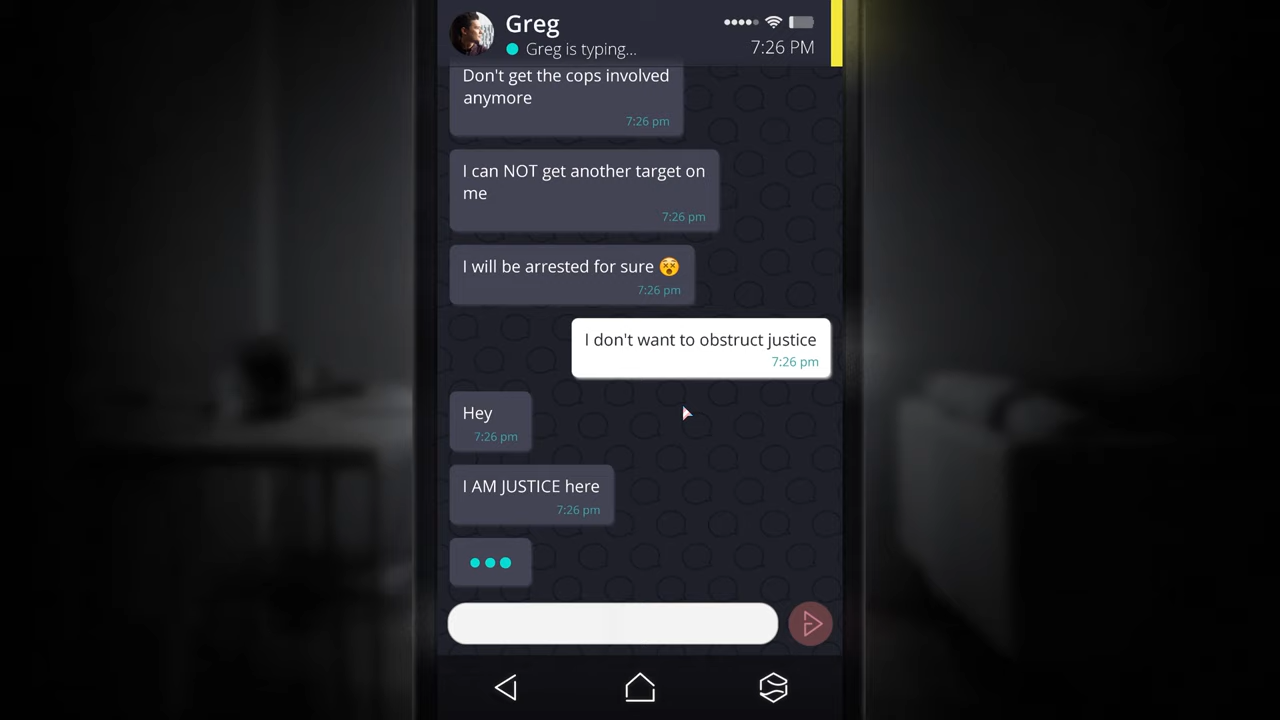 Greg
Greg is typing...
7:26 PM
Don't get the cops involved
anymore
7:26 pm
I can NOT get another target on
me
7:26 pm
I will be arrested for sure 😵
7:26 pm
I don't want to obstruct justice
7:26 pm
Hey
7:26 pm
I AM JUSTICE here
7:26 pm